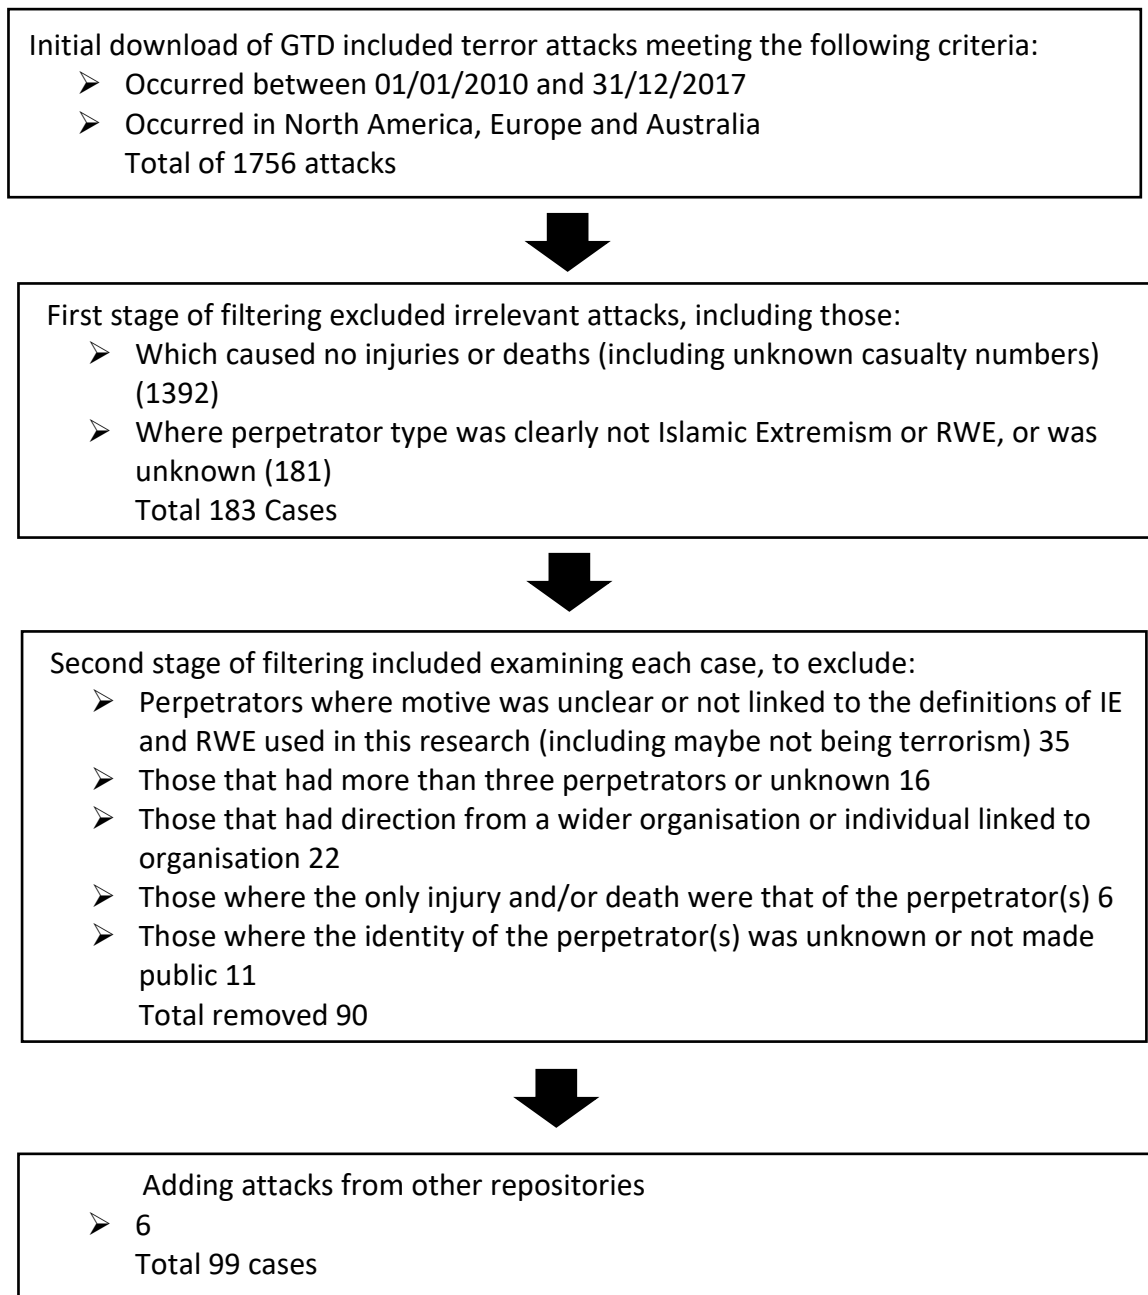 Initial download of GTD included terror attacks meeting the following criteria:
➢ Occurred between 01/01/2010 and 31/12/2017
➢ Occurred in North America, Europe and Australia
Total of 1756 attacks
First stage of filtering excluded irrelevant attacks, including those:
➢ Which caused no injuries or deaths (including unknown casualty numbers)
(1392)
➢ Where perpetrator type was clearly not Islamic Extremism or RWE, or was
unknown (181)
Total 183 Cases
Second stage of filtering included examining each case, to exclude:
➢ Perpetrators where motive was unclear or not linked to the definitions of IE
and RWE used in this research (including maybe not being terrorism) 35
➢ Those that had more than three perpetrators or unknown 16
➢ Those that had direction from a wider organisation or individual linked to
organisation 22
➢ Those where the only injury and/or death were that of the perpetrator(s) 6
➢ Those where the identity of the perpetrator(s) was unknown or not made
public 11
Total removed 90
Adding attacks from other repositories
➢ 6
Total 99 cases